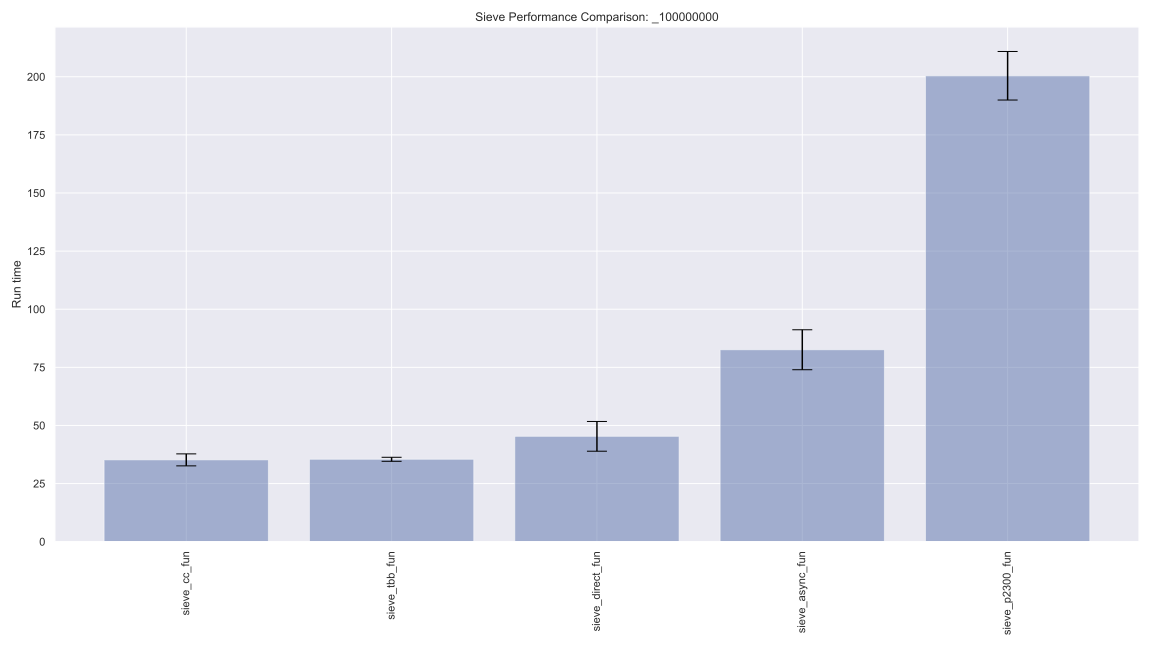 Sieve Performance Comparison: _100000000
Run time
200
175
150
125
100
75
50
25
0
sieve_cc_fun
sieve_tbb_fun
sieve_direct_fun
sieve_async_fun
sieve_p2300_fun